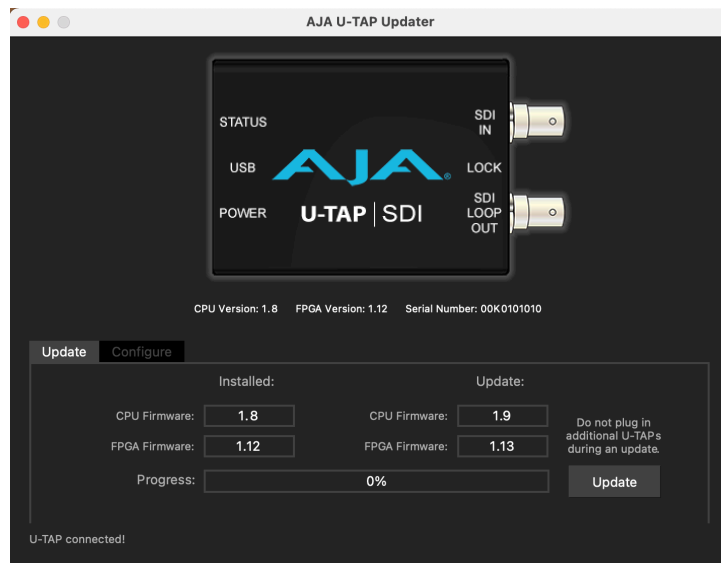 AJA U-TAP Updater
STATUS
SDI
IN
USB
AJA®
LOCK
POWER
U-TAP | SDI
SDI
LOOP
OUT
CPU Version: 1.8 FPGA Version: 1.12 Serial Number: 00K0101010
Update Configure
Installed: Update:
CPU Firmware: 1.8 CPU Firmware: 1.9
FPGA Firmware: 1.12 FPGA Firmware: 1.13
Do not plug in
additional U-TAPs
during an update.
Progress: 0% Update
U-TAP connected!